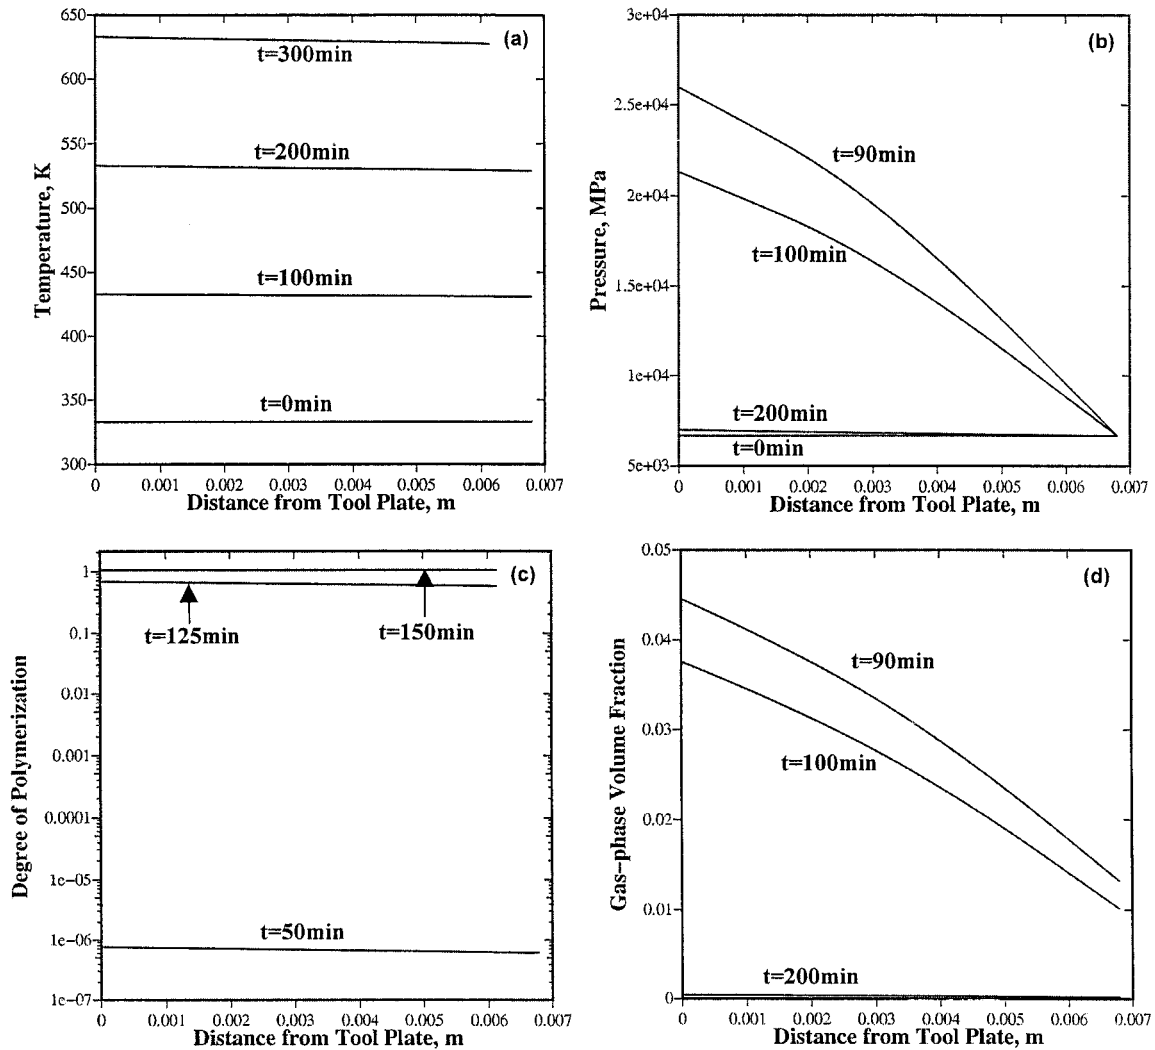 (a)
650
600
550
500
450
400
350
300
Temperature, K
t=300min
t=200min
t=100min
t=0min
0 0.001 0.002 0.003 0.004 0.005 0.006 0.007
Distance from Tool Plate, m
(b)
3e+04
2.5e+04
2e+04
1.5e+04
1e+04
5e+03
Pressure, MPa
t=90min
t=100min
t=200min
t=0min
0 0.001 0.002 0.003 0.004 0.005 0.006 0.007
Distance from Tool Plate, m
(c)
1
0.1
0.01
0.001
0.0001
1e-05
1e-06
1e-07
Degree of Polymerization
t=125min
t=150min
t=50min
0 0.001 0.002 0.003 0.004 0.005 0.006 0.007
Distance from Tool Plate, m
(d)
0.05
0.04
0.03
0.02
0.01
0
Gas-phase Volume Fraction
t=90min
t=100min
t=200min
0 0.001 0.002 0.003 0.004 0.005 0.006 0.007
Distance from Tool Plate, m